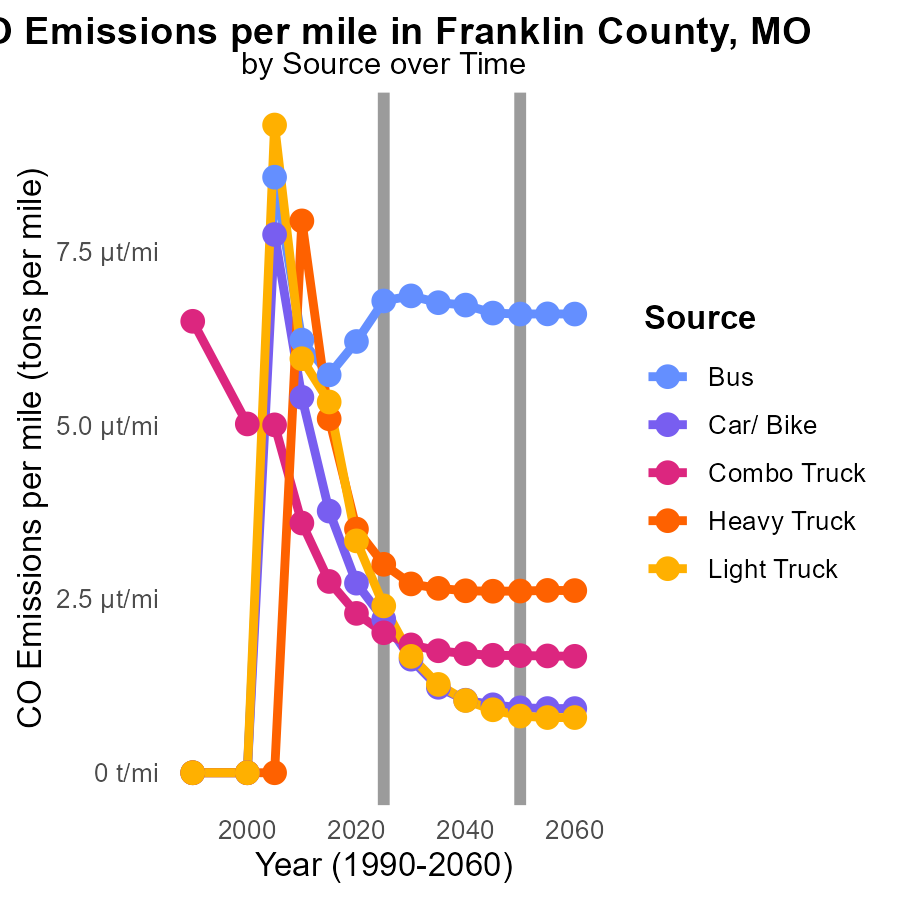 O Emissions per mile in Franklin County, MO
by Source over Time
CO Emissions per mile (tons per mile)
7.5 µt/mi
5.0 µt/mi
2.5 µt/mi
0 t/mi
2000 2020 2040 2060
Year (1990-2060)
Source
Bus
Car/ Bike
Combo Truck
Heavy Truck
Light Truck